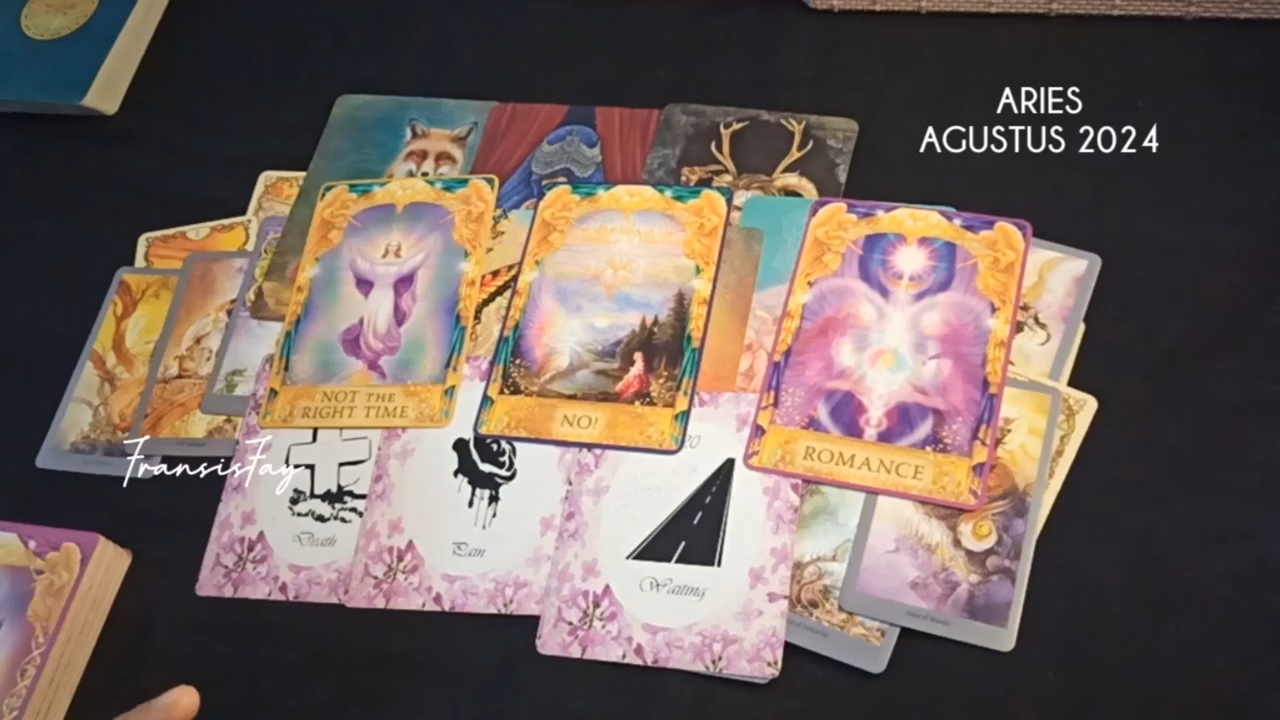 ARIES
AGUSTUS 2024
NOT THE
RIGHT TIME
NO!
ROMANCE
FransisFay
Death
Pain
Waiting